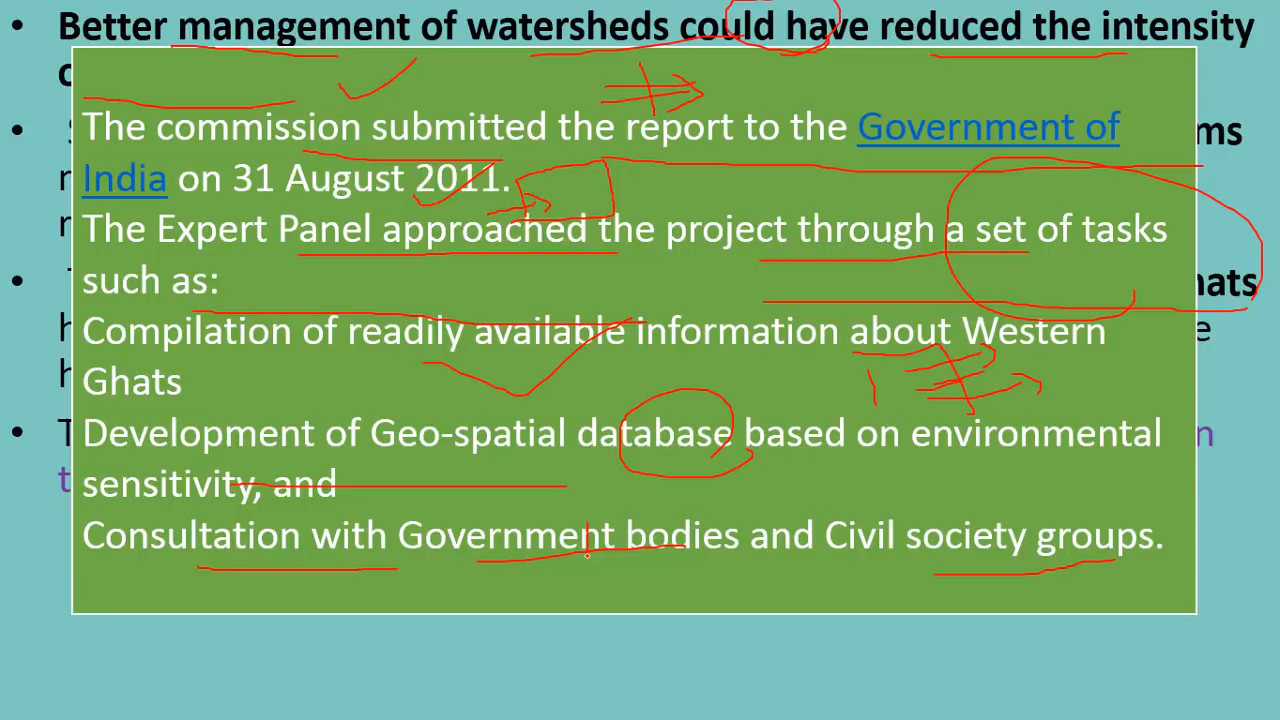 • Better management of watersheds could have reduced the intensity
The commission submitted the report to the Government of
India on 31 August 2011.
The Expert Panel approached the project through a set of tasks
such as:
Compilation of readily available information about Western
Ghats
Development of Geo-spatial database based on environmental
sensitivity, and
Consultation with Government bodies and Civil society groups.